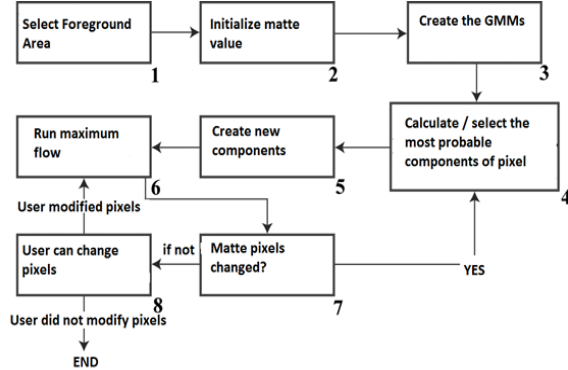 Select Foreground
Area
1
Initialize matte
value
2
Create the GMMs
3
Calculate / select the
most probable
components of pixel
4
Create new
components
5
Run maximum
flow
6
User modified pixels
Matte pixels
changed?
7
YES
if not
User can change
pixels
8
User did not modify pixels
END